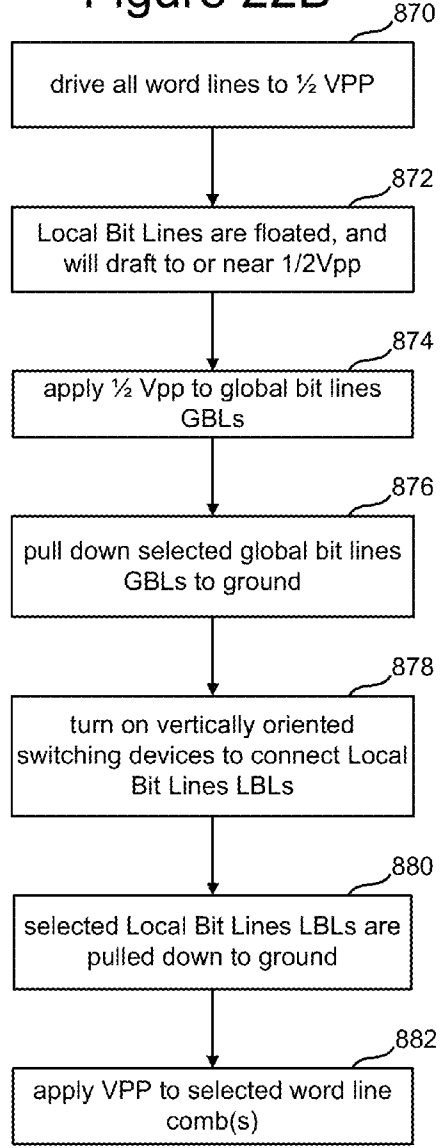 Figure 22B
870
drive all word lines to ½ VPP
872
Local Bit Lines are floated, and
will draft to or near 1/2Vpp
874
apply ½ Vpp to global bit lines
GBLs
876
pull down selected global bit lines
GBLs to ground
878
turn on vertically oriented
switching devices to connect Local
Bit Lines LBLs
880
selected Local Bit Lines LBLs are
pulled down to ground
882
apply VPP to selected word line
comb(s)